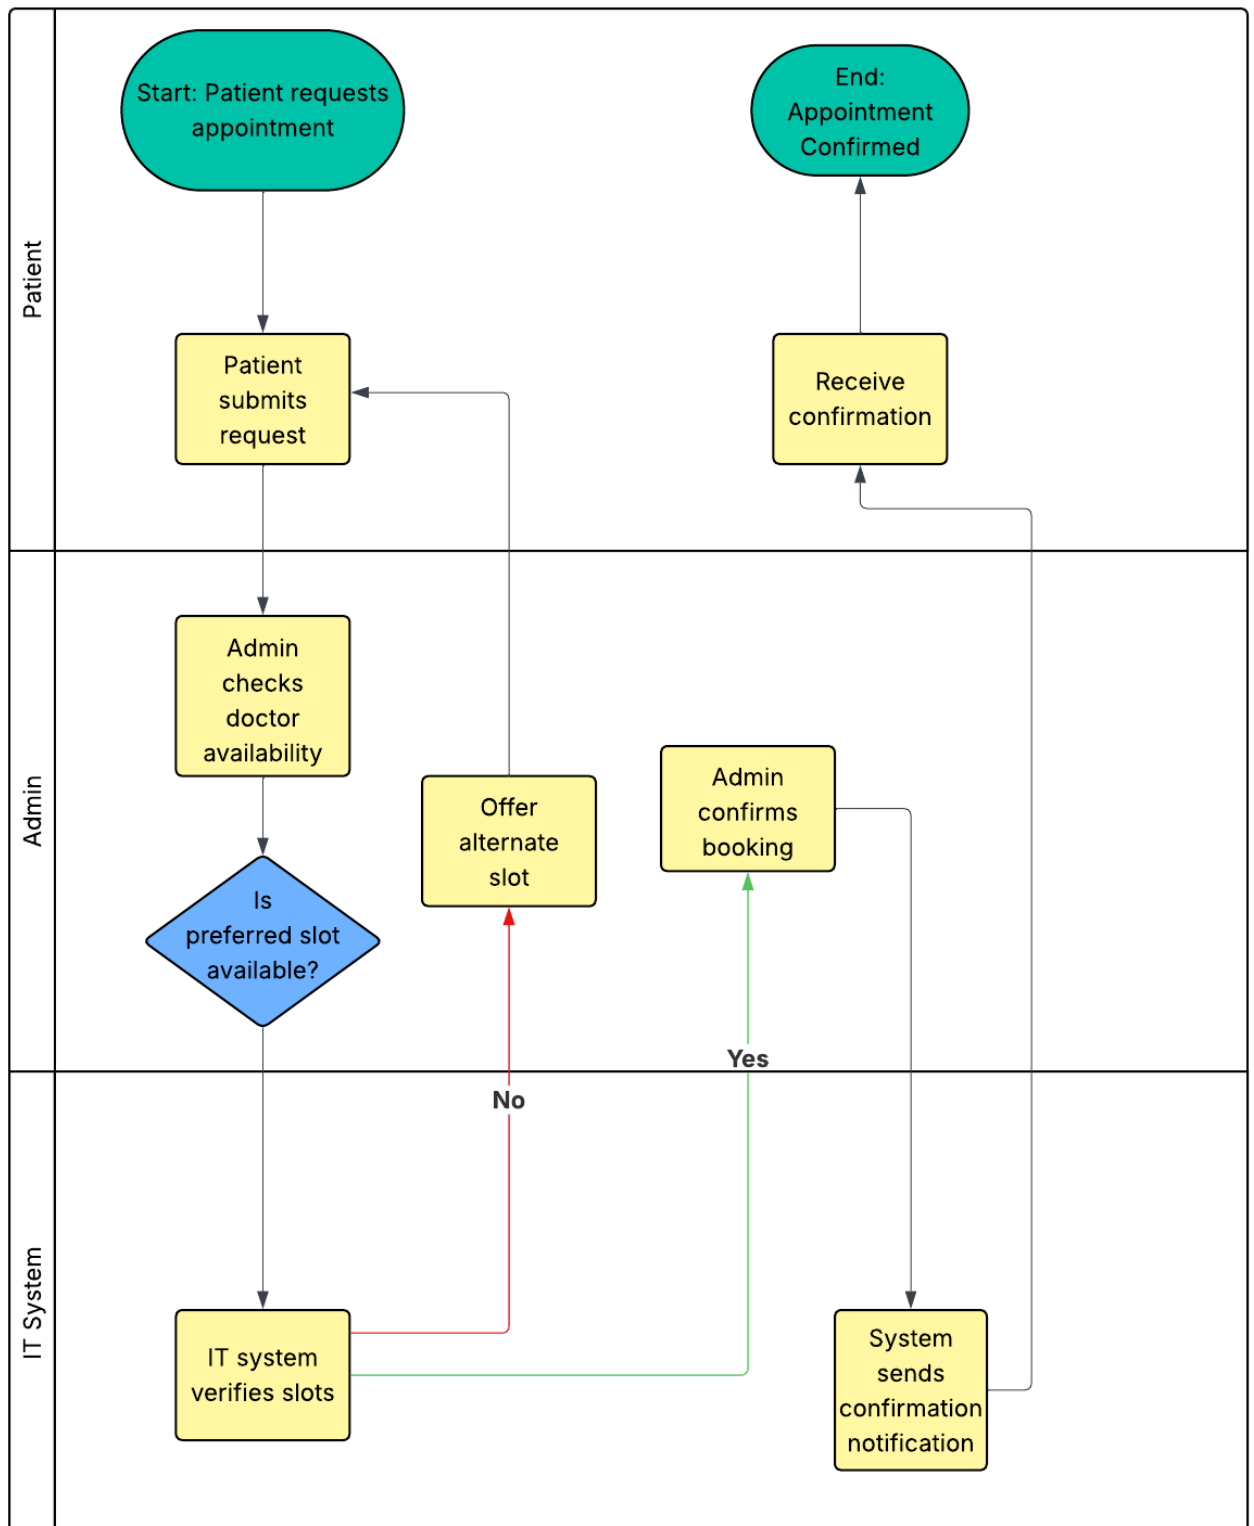 Patient
Start: Patient requests
appointment
End:
Appointment
Confirmed
Patient
submits
request
Receive
confirmation
Admin
Admin
checks
doctor
availability
Is
preferred slot
available?
Offer
alternate
slot
Admin
confirms
booking
Yes
No
IT System
IT system
verifies slots
System
sends
confirmation
notification